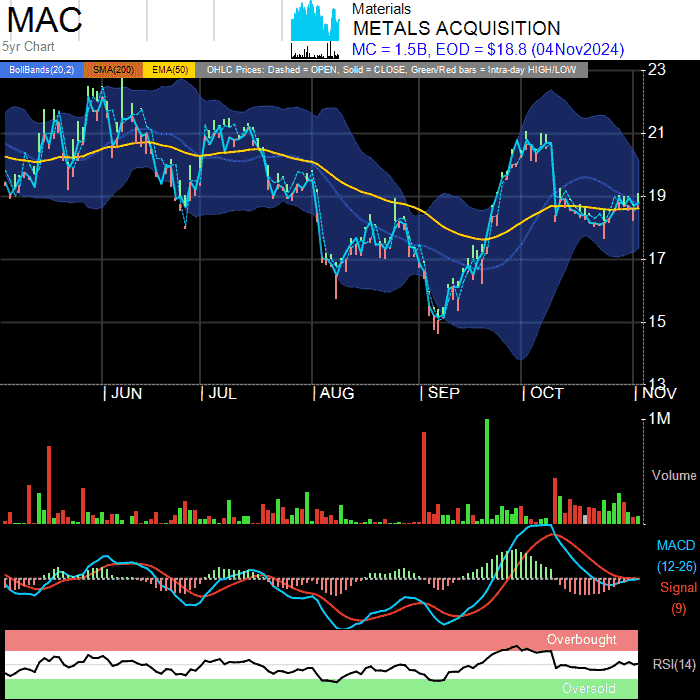 MAC
5yr Chart
Materials
METALS ACQUISITION
MC = 1.5B, EOD = $18.8 (04Nov2024)
BollBands(20,2) SMA(200) EMA(50) OHLC Prices: Dashed = OPEN, Solid = CLOSE, Green/Red bars = Intra-day HIGH/LOW
23
21
19
17
15
13
| JUN | JUL | AUG | SEP | OCT | NOV
1M
Volume
MACD
(12-26)
Signal
(9)
Overbought
RSI(14)
Oversold